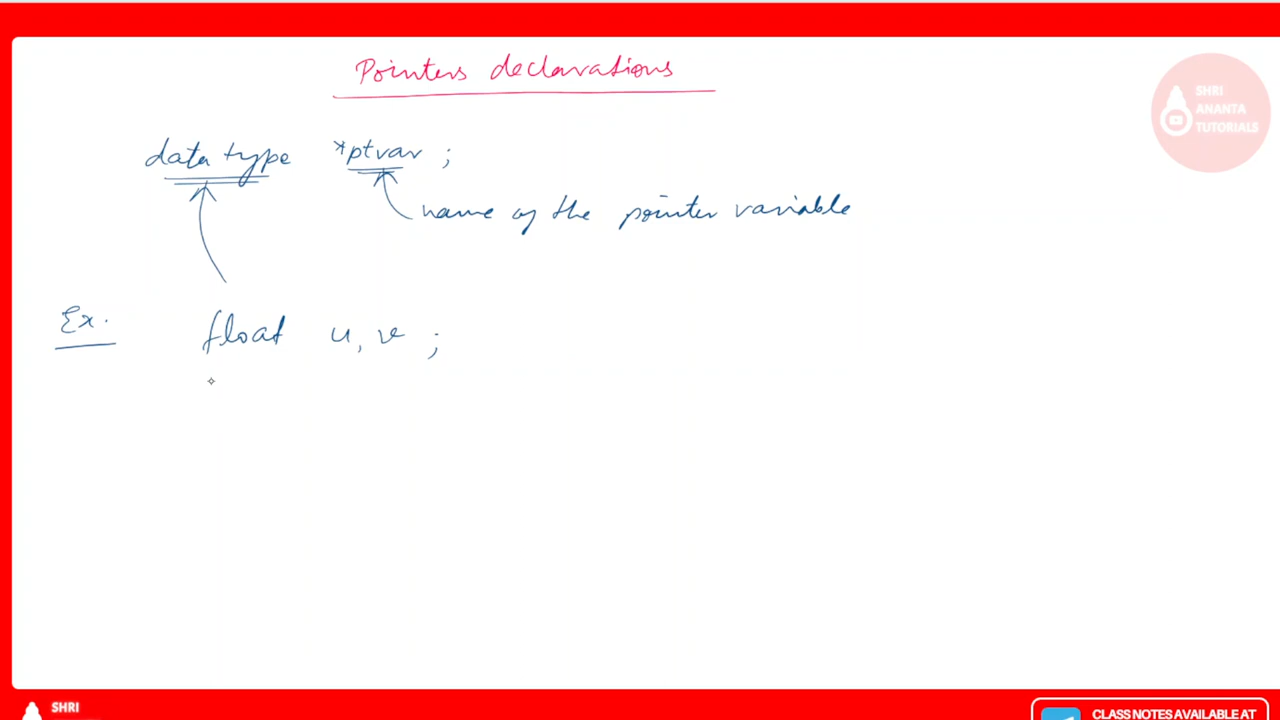 Pointers declarations
SHRI
ANANTA
TUTORIALS
data type *ptvar ;
name of the pointer variable
Ex. float u, v ;
SHRI
CLASS NOTES AVAILABLE AT